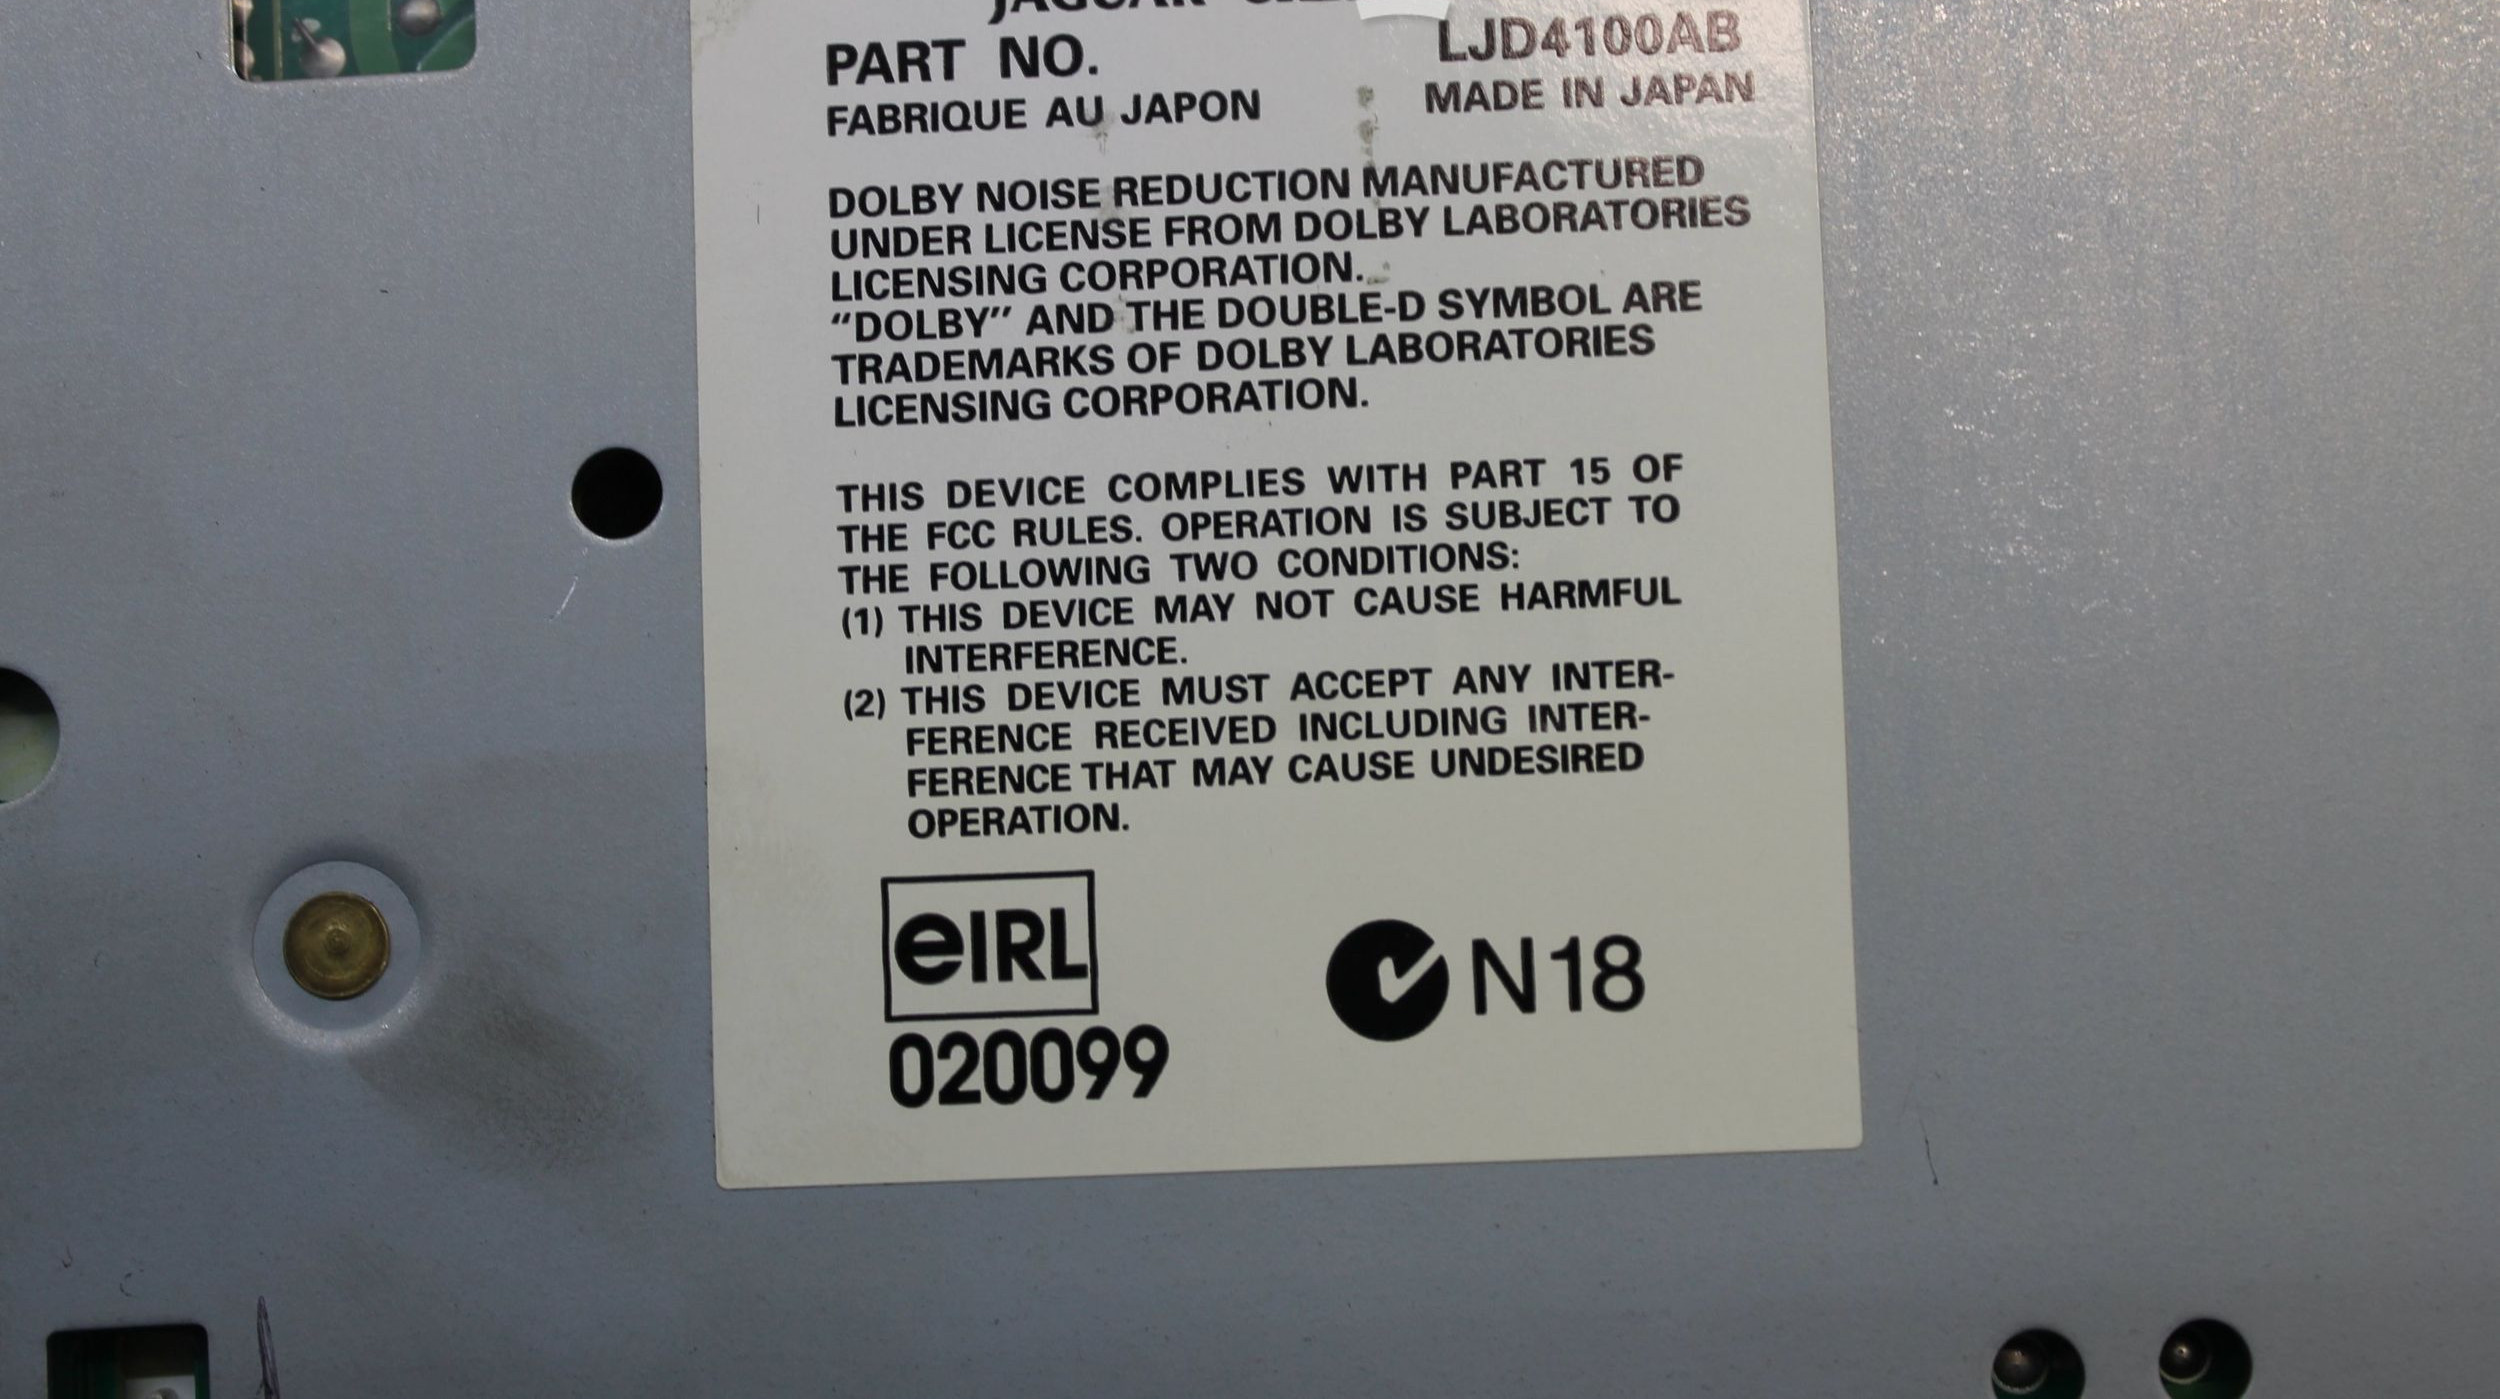 JAGUAR
PART NO. LJD4100AB
FABRIQUE AU JAPON MADE IN JAPAN
DOLBY NOISE REDUCTION MANUFACTURED
UNDER LICENSE FROM DOLBY LABORATORIES
LICENSING CORPORATION.
“DOLBY” AND THE DOUBLE-D SYMBOL ARE
TRADEMARKS OF DOLBY LABORATORIES
LICENSING CORPORATION.
THIS DEVICE COMPLIES WITH PART 15 OF
THE FCC RULES. OPERATION IS SUBJECT TO
THE FOLLOWING TWO CONDITIONS:
(1) THIS DEVICE MAY NOT CAUSE HARMFUL
INTERFERENCE.
(2) THIS DEVICE MUST ACCEPT ANY INTER-
FERENCE RECEIVED INCLUDING INTER-
FERENCE THAT MAY CAUSE UNDESIRED
OPERATION.
eIRL
020099
N18